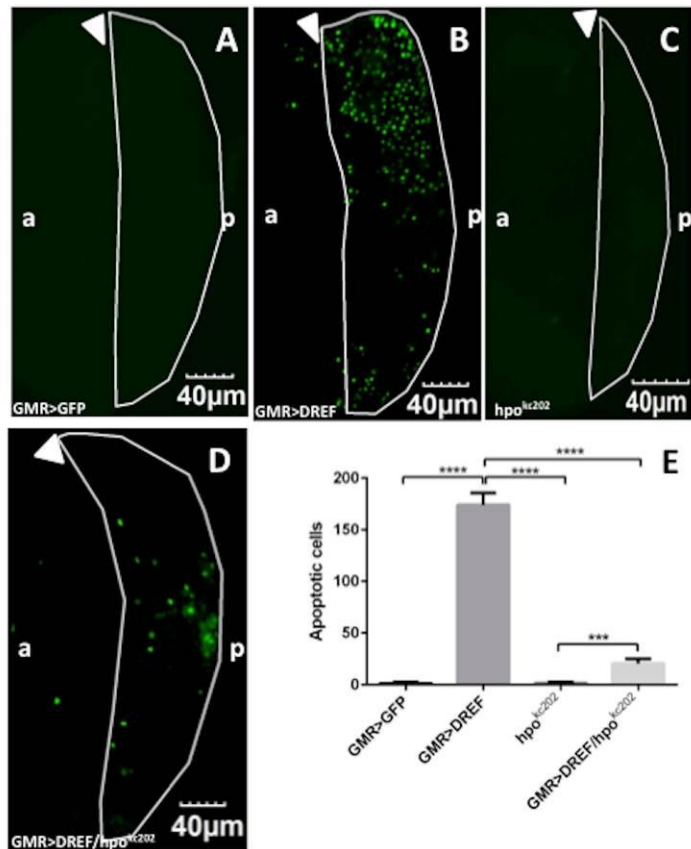 A
a
p
40μm
GMR>GFP
B
a
p
40μm
GMR>DREF
C
a
p
40μm
hpo^kc202
D
a
p
40μm
GMR>DREF/hpo^kc202
E
****
****
****
***
Apoptotic cells
200
150
100
50
0
GMR>GFP
GMR>DREF
hpo^kc202
GMR>DREF/hpo^kc202